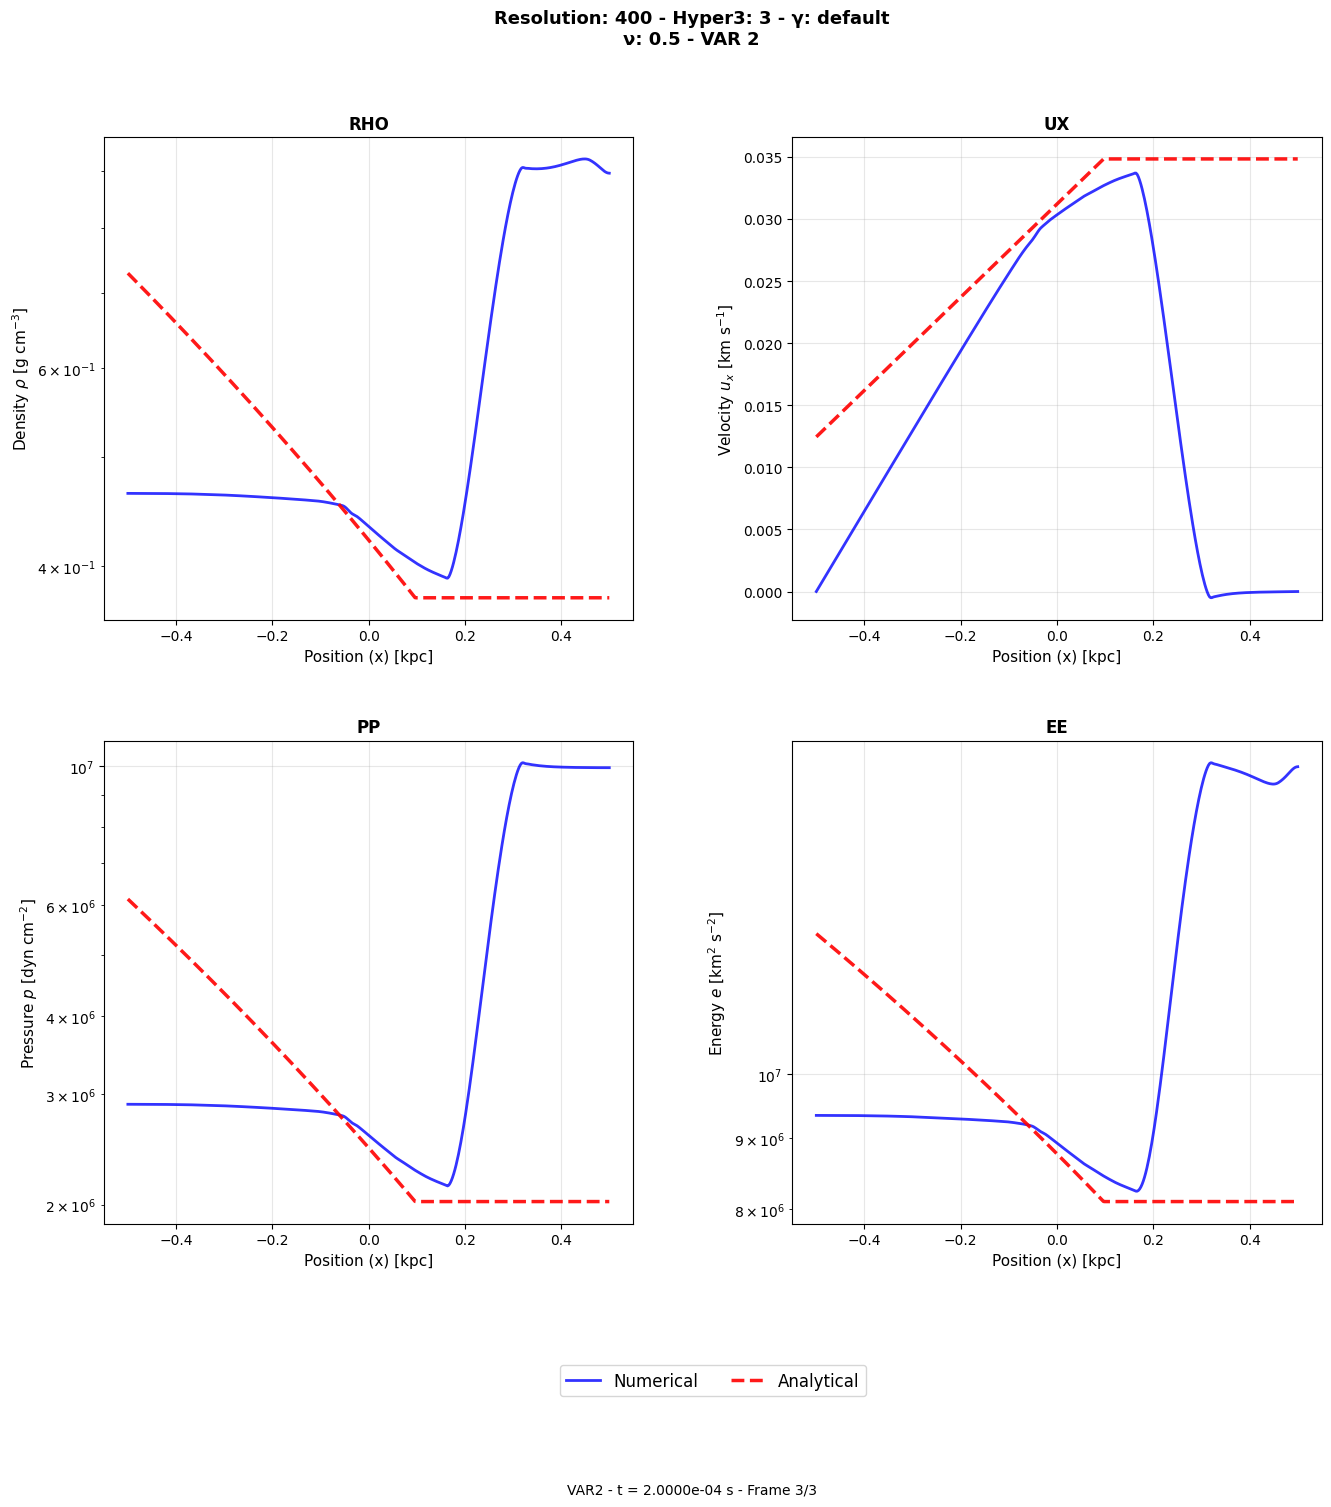 Resolution: 400 - Hyper3: 3 - γ: default
ν: 0.5 - VAR 2
RHO
Density ρ [g cm⁻³]
6 × 10⁻¹
4 × 10⁻¹
−0.4 −0.2 0.0 0.2 0.4
Position (x) [kpc]
UX
Velocity uₓ [km s⁻¹]
0.035
0.030
0.025
0.020
0.015
0.010
0.005
0.000
−0.4 −0.2 0.0 0.2 0.4
Position (x) [kpc]
PP
Pressure p [dyn cm⁻²]
10⁷
6 × 10⁶
4 × 10⁶
3 × 10⁶
2 × 10⁶
−0.4 −0.2 0.0 0.2 0.4
Position (x) [kpc]
EE
Energy e [km² s⁻²]
10⁷
9 × 10⁶
8 × 10⁶
−0.4 −0.2 0.0 0.2 0.4
Position (x) [kpc]
Numerical Analytical
VAR2 - t = 2.0000e-04 s - Frame 3/3